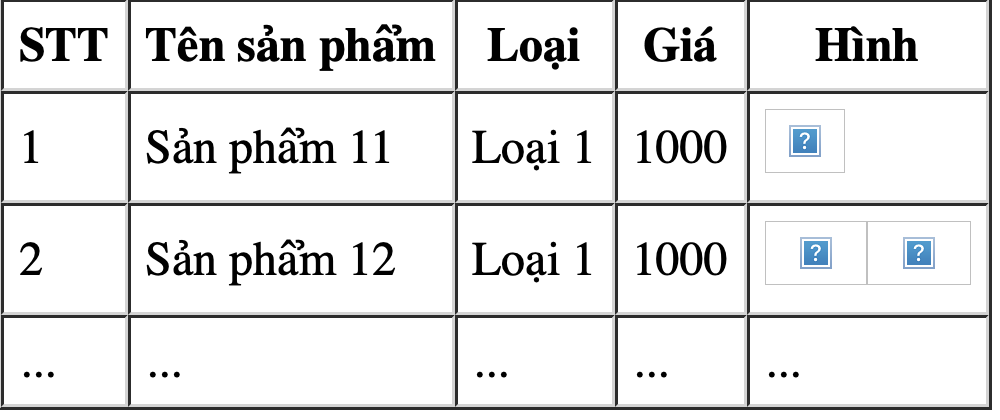 STT Tên sản phẩm Loại Giá Hình
1 Sản phẩm 11 Loại 1 1000
2 Sản phẩm 12 Loại 1 1000
... ... ... ... ...